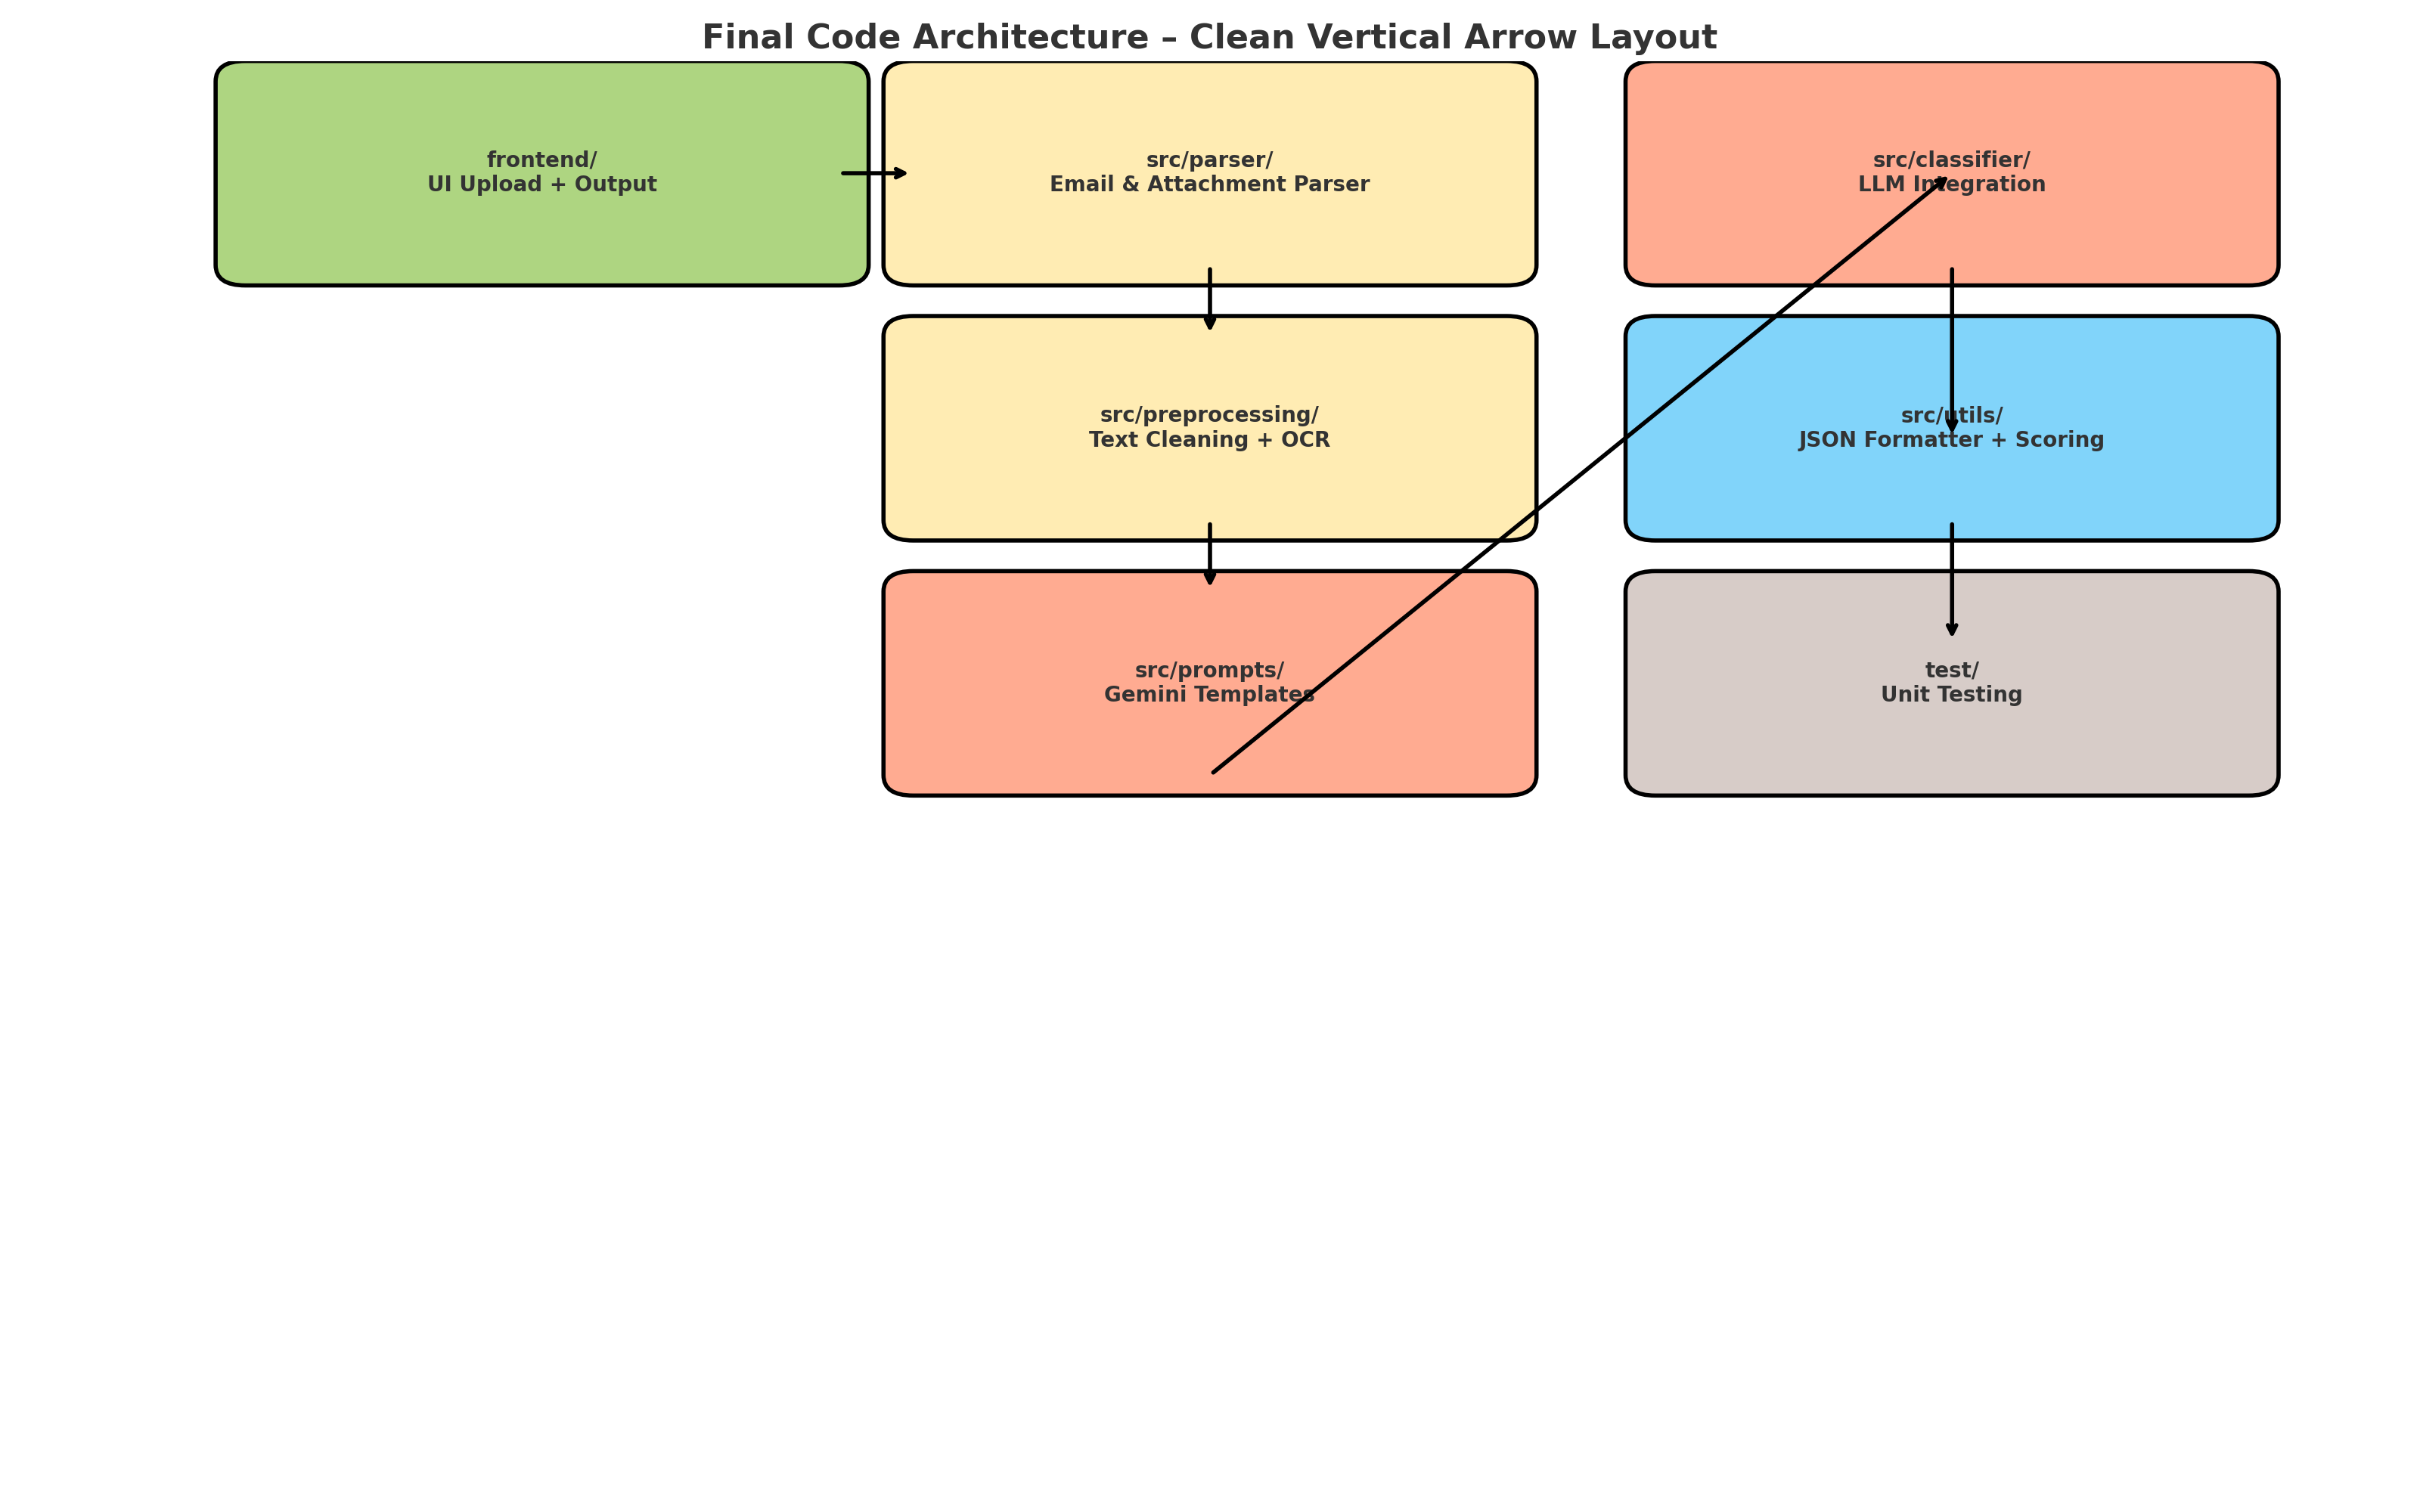 Final Code Architecture – Clean Vertical Arrow Layout
frontend/
UI Upload + Output
src/parser/
Email & Attachment Parser
src/classifier/
LLM Integration
src/preprocessing/
Text Cleaning + OCR
src/utils/
JSON Formatter + Scoring
src/prompts/
Gemini Templates
test/
Unit Testing